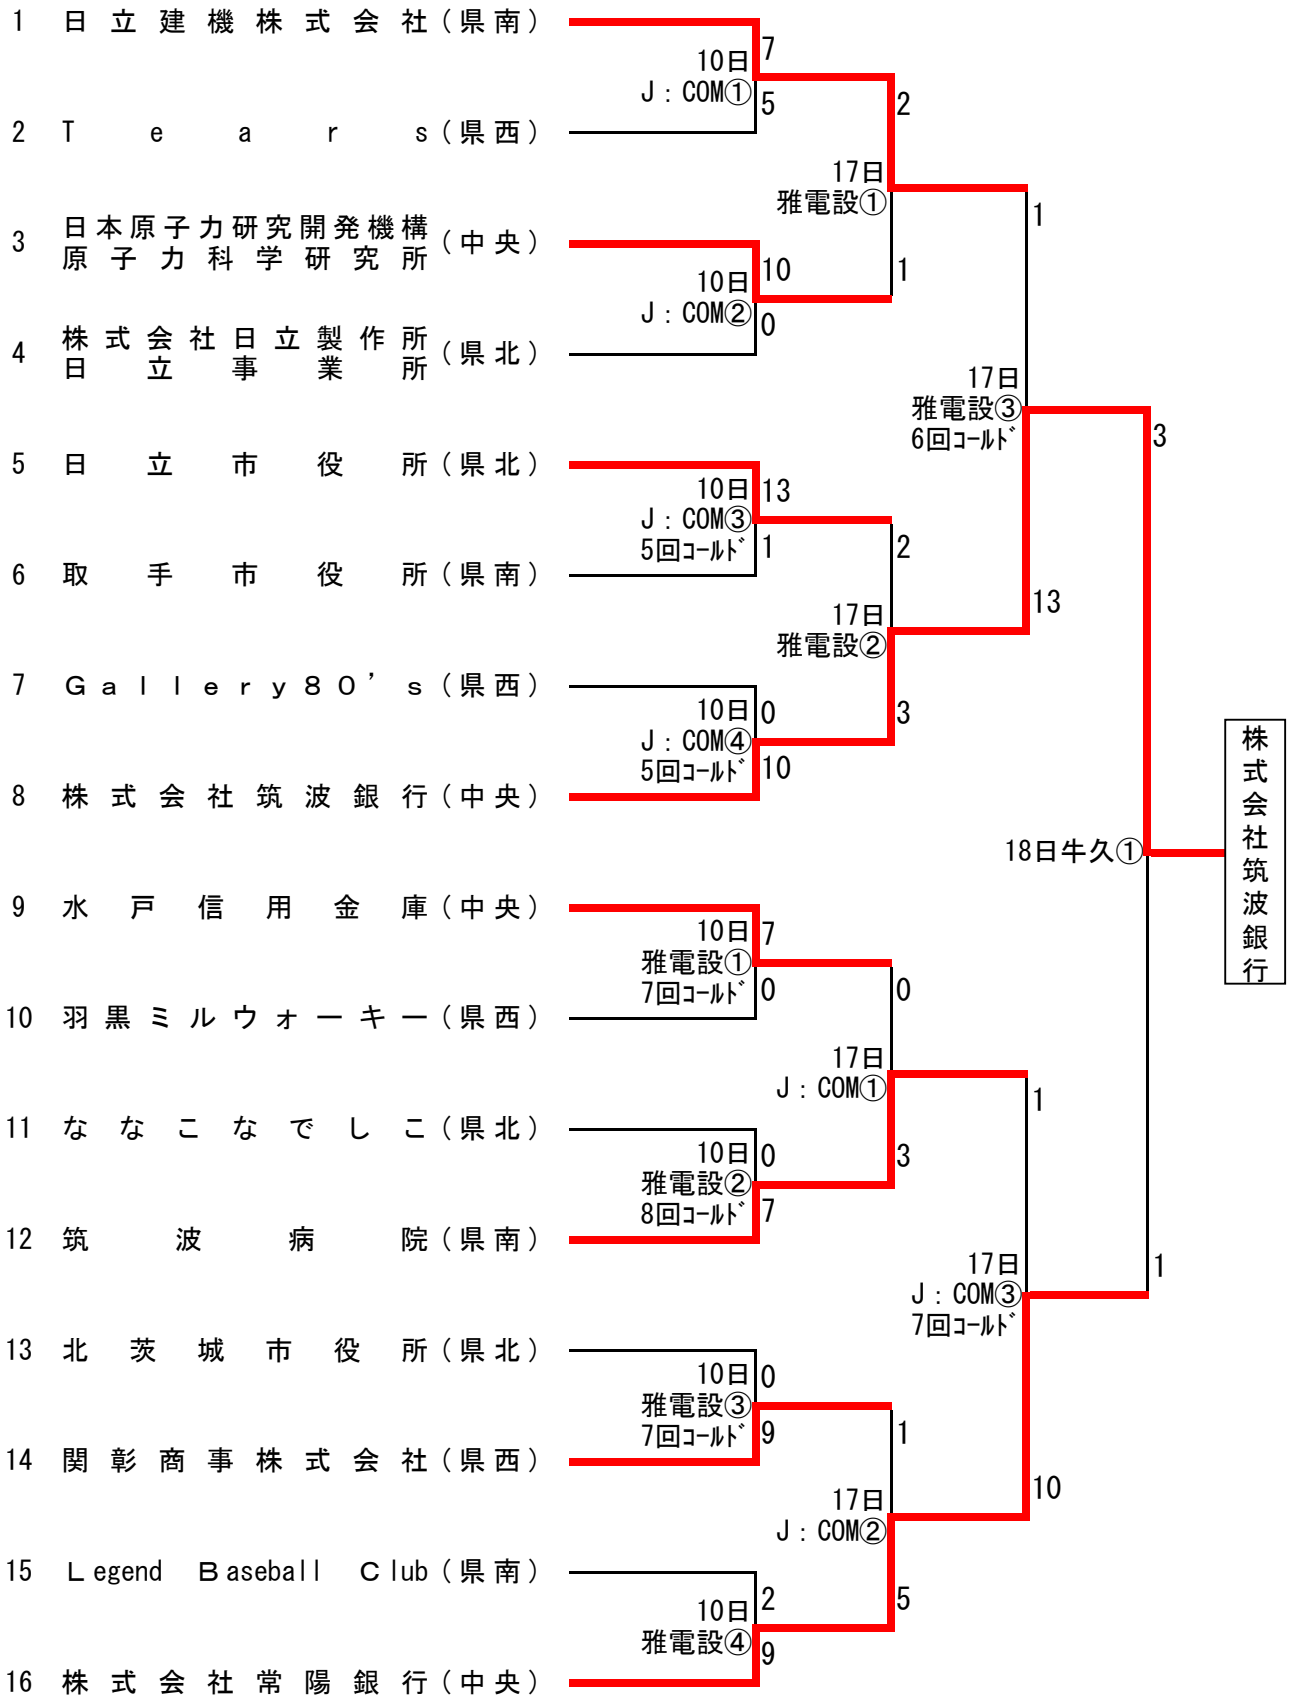 1 日立建機株式会社(県南)
7
10日
J：COM①
5
2
2 Tears(県西)
17日
雅電設①
1
3 日本原子力研究開発機構
原子力科学研究所(中央)
10
10日
J：COM②
0
1
4 株式会社日立製作所
日立事業所(県北)
17日
雅電設③
6回ｺｰﾙﾄﾞ
3
5 日立市役所(県北)
13
10日
J：COM③
5回ｺｰﾙﾄﾞ
1
2
6 取手市役所(県南)
13
17日
雅電設②
7 Gallery80’s(県西)
0
10日
J：COM④
5回ｺｰﾙﾄﾞ
10
3
8 株式会社筑波銀行(中央)
18日牛久①
株式会社筑波銀行
9 水戸信用金庫(中央)
7
10日
雅電設①
7回ｺｰﾙﾄﾞ
0
0
10 羽黒ミルウォーキー(県西)
17日
J：COM①
1
11 ななこなでしこ(県北)
0
10日
雅電設②
8回ｺｰﾙﾄﾞ
7
3
12 筑波病院(県南)
17日
J：COM③
7回ｺｰﾙﾄﾞ
1
13 北茨城市役所(県北)
0
10日
雅電設③
7回ｺｰﾙﾄﾞ
9
1
14 関彰商事株式会社(県西)
10
17日
J：COM②
15 Legend Baseball Club(県南)
2
10日
雅電設④
9
5
16 株式会社常陽銀行(中央)